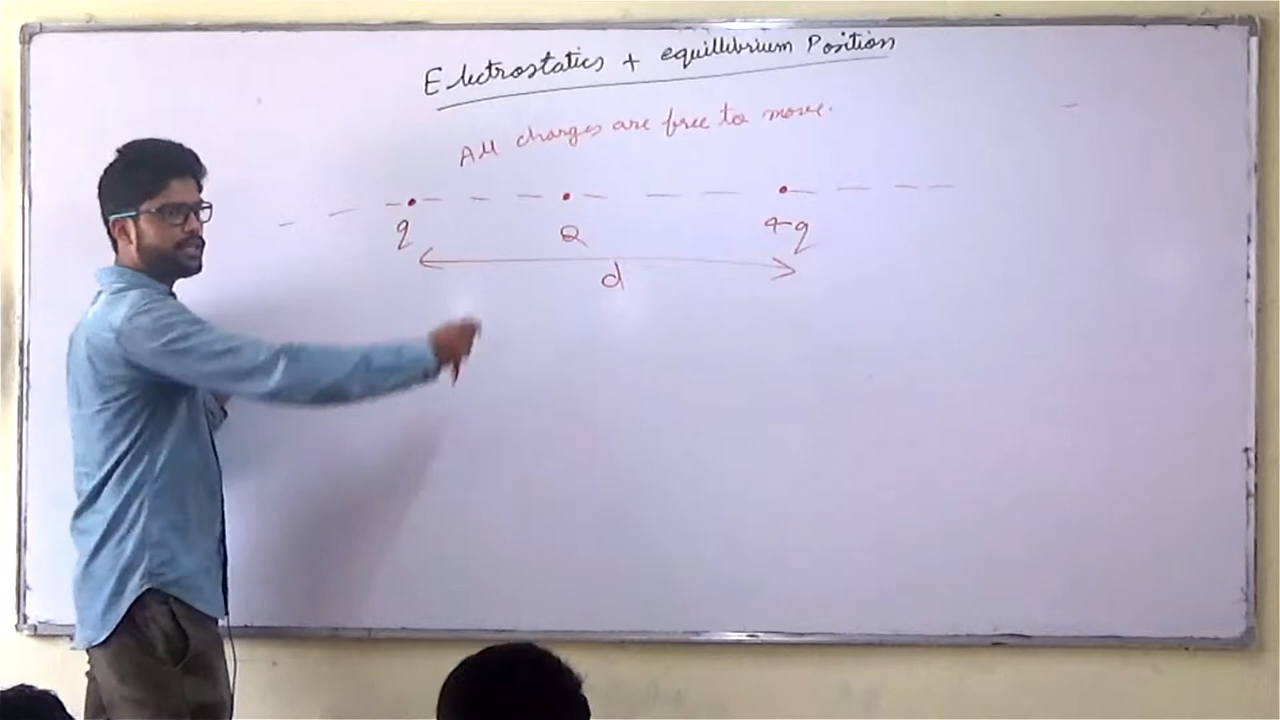 Electrostatics + equillibrium Position
All charges are free to move.
q Q 4q
d